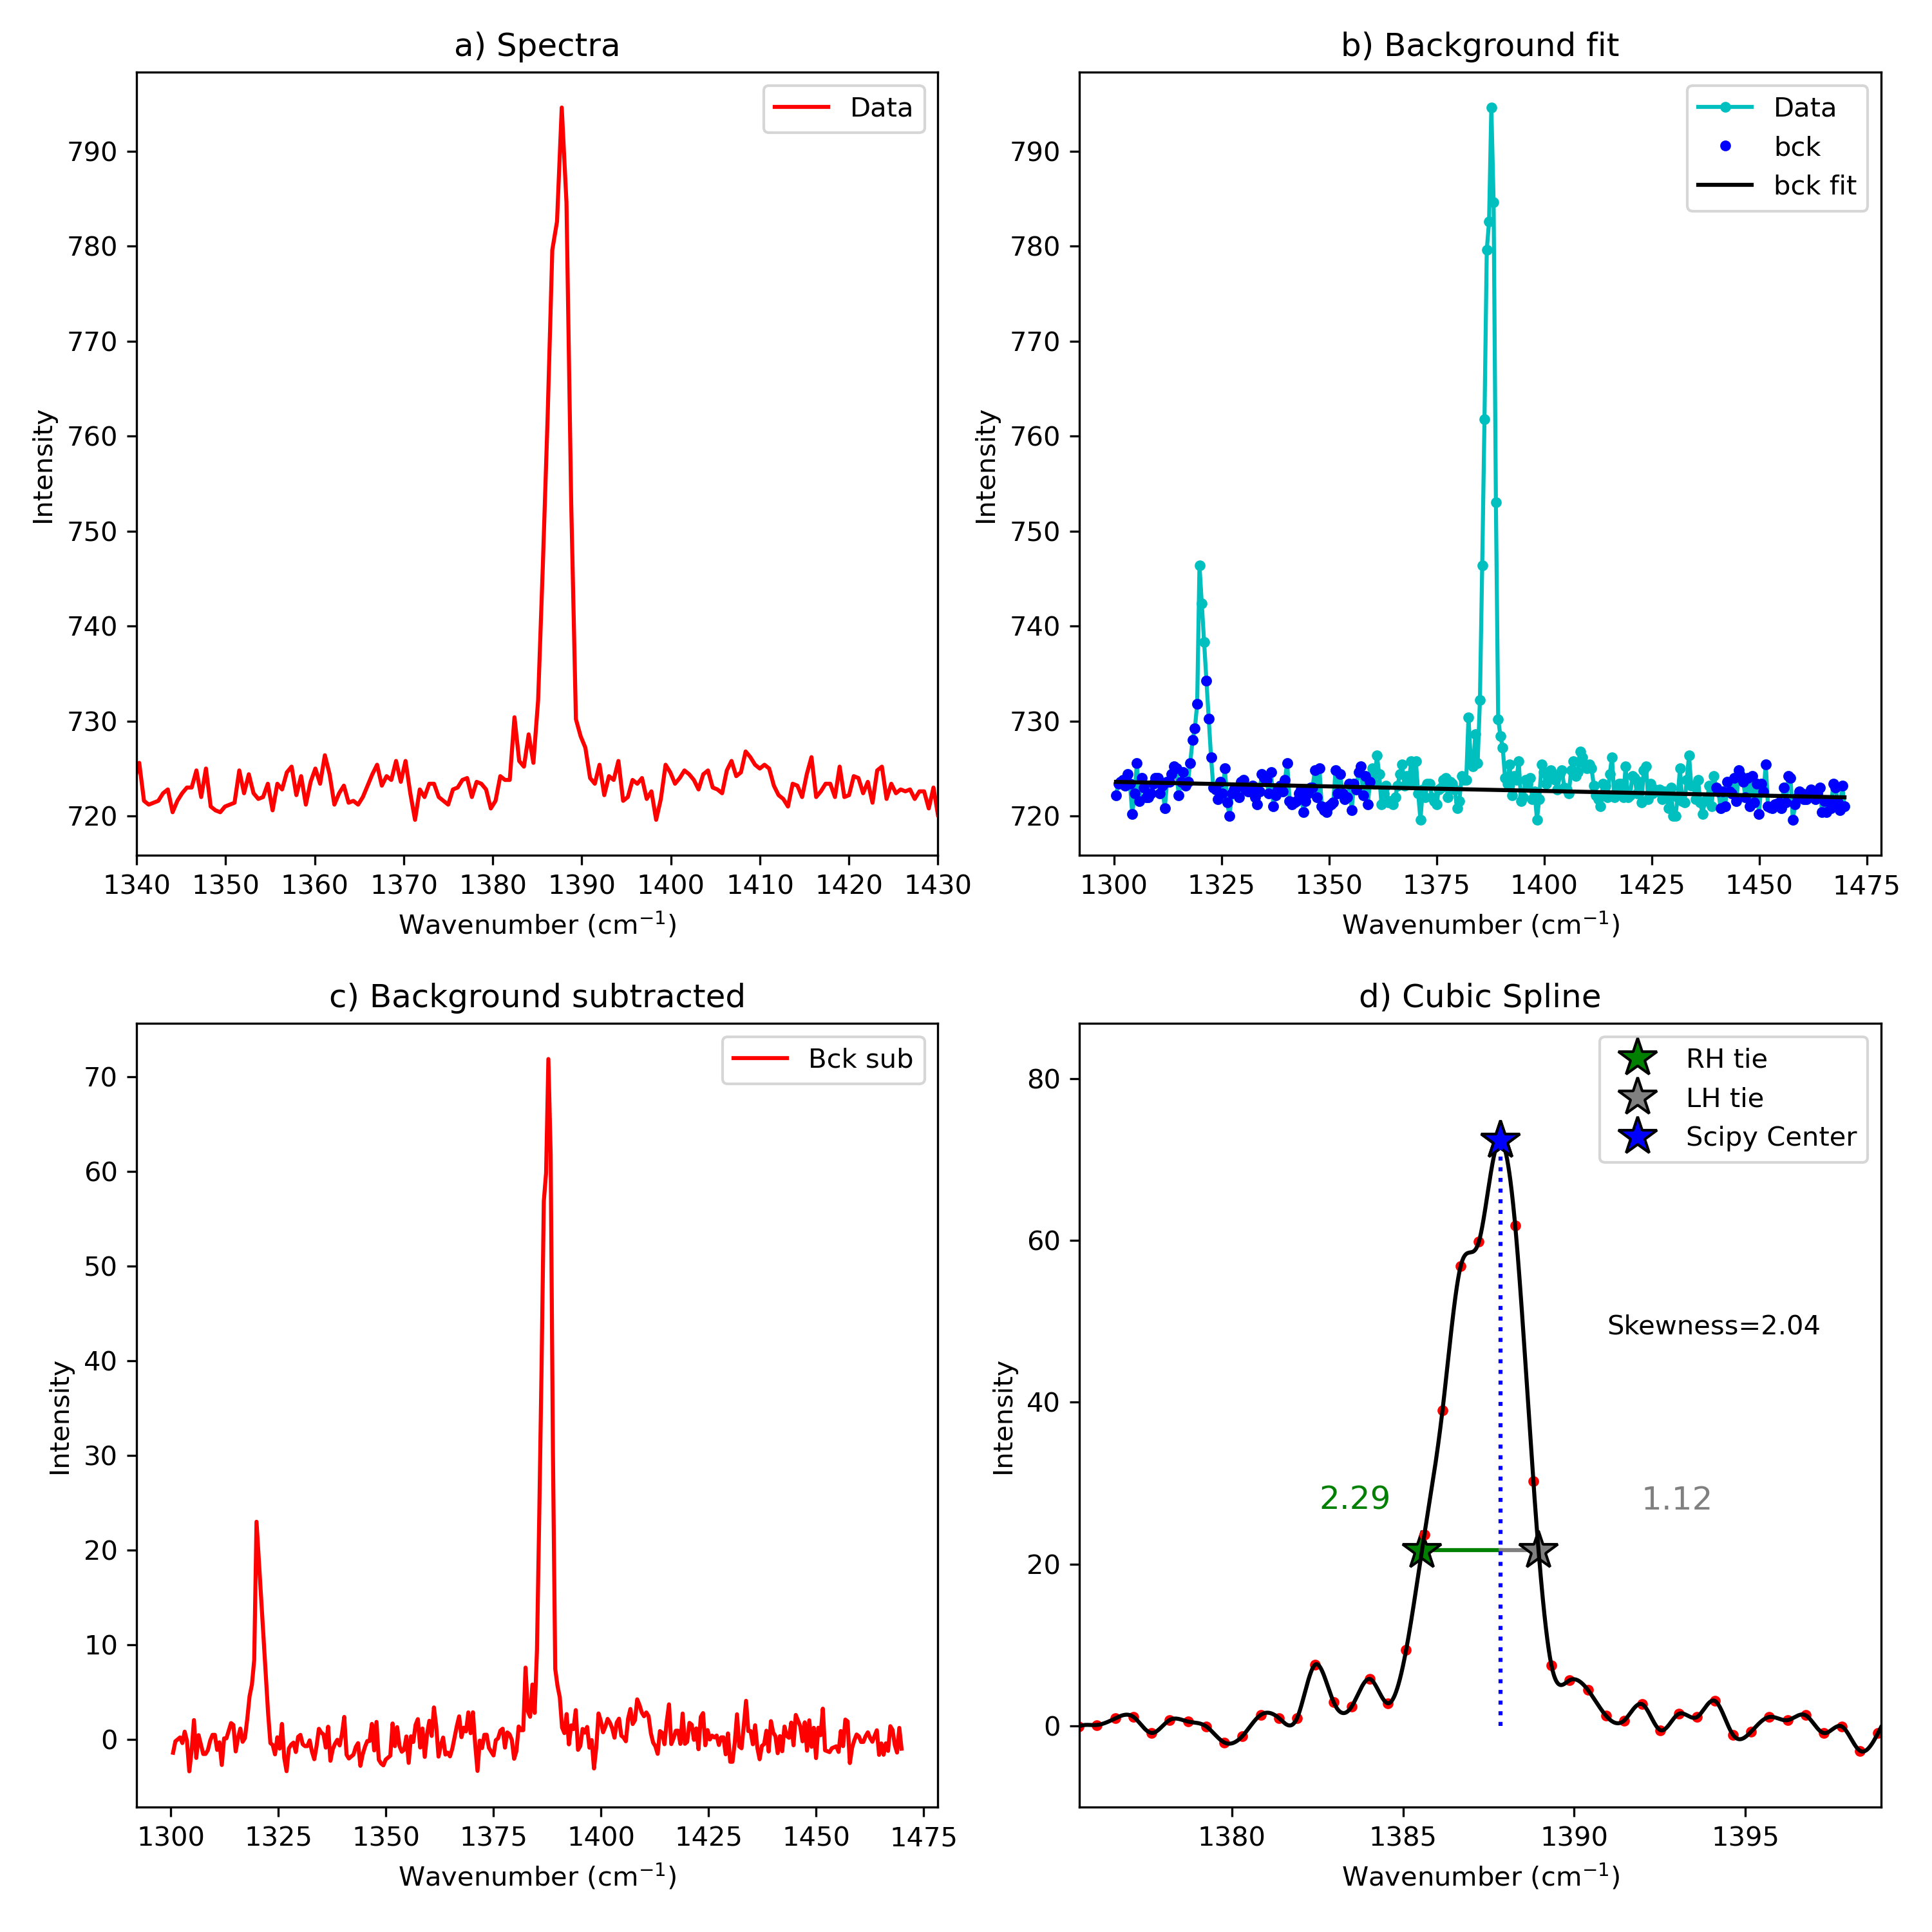 a) Spectra
Data
790
780
770
760
750
740
730
720
Intensity
1340 1350 1360 1370 1380 1390 1400 1410 1420 1430
Wavenumber (cm⁻¹)
b) Background fit
Data
bck
bck fit
790
780
770
760
750
740
730
720
Intensity
1300 1325 1350 1375 1400 1425 1450 1475
Wavenumber (cm⁻¹)
c) Background subtracted
Bck sub
70
60
50
40
30
20
10
0
Intensity
1300 1325 1350 1375 1400 1425 1450 1475
Wavenumber (cm⁻¹)
d) Cubic Spline
RH tie
LH tie
Scipy Center
80
60
40
20
0
Intensity
Skewness=2.04
2.29 1.12
1380 1385 1390 1395
Wavenumber (cm⁻¹)